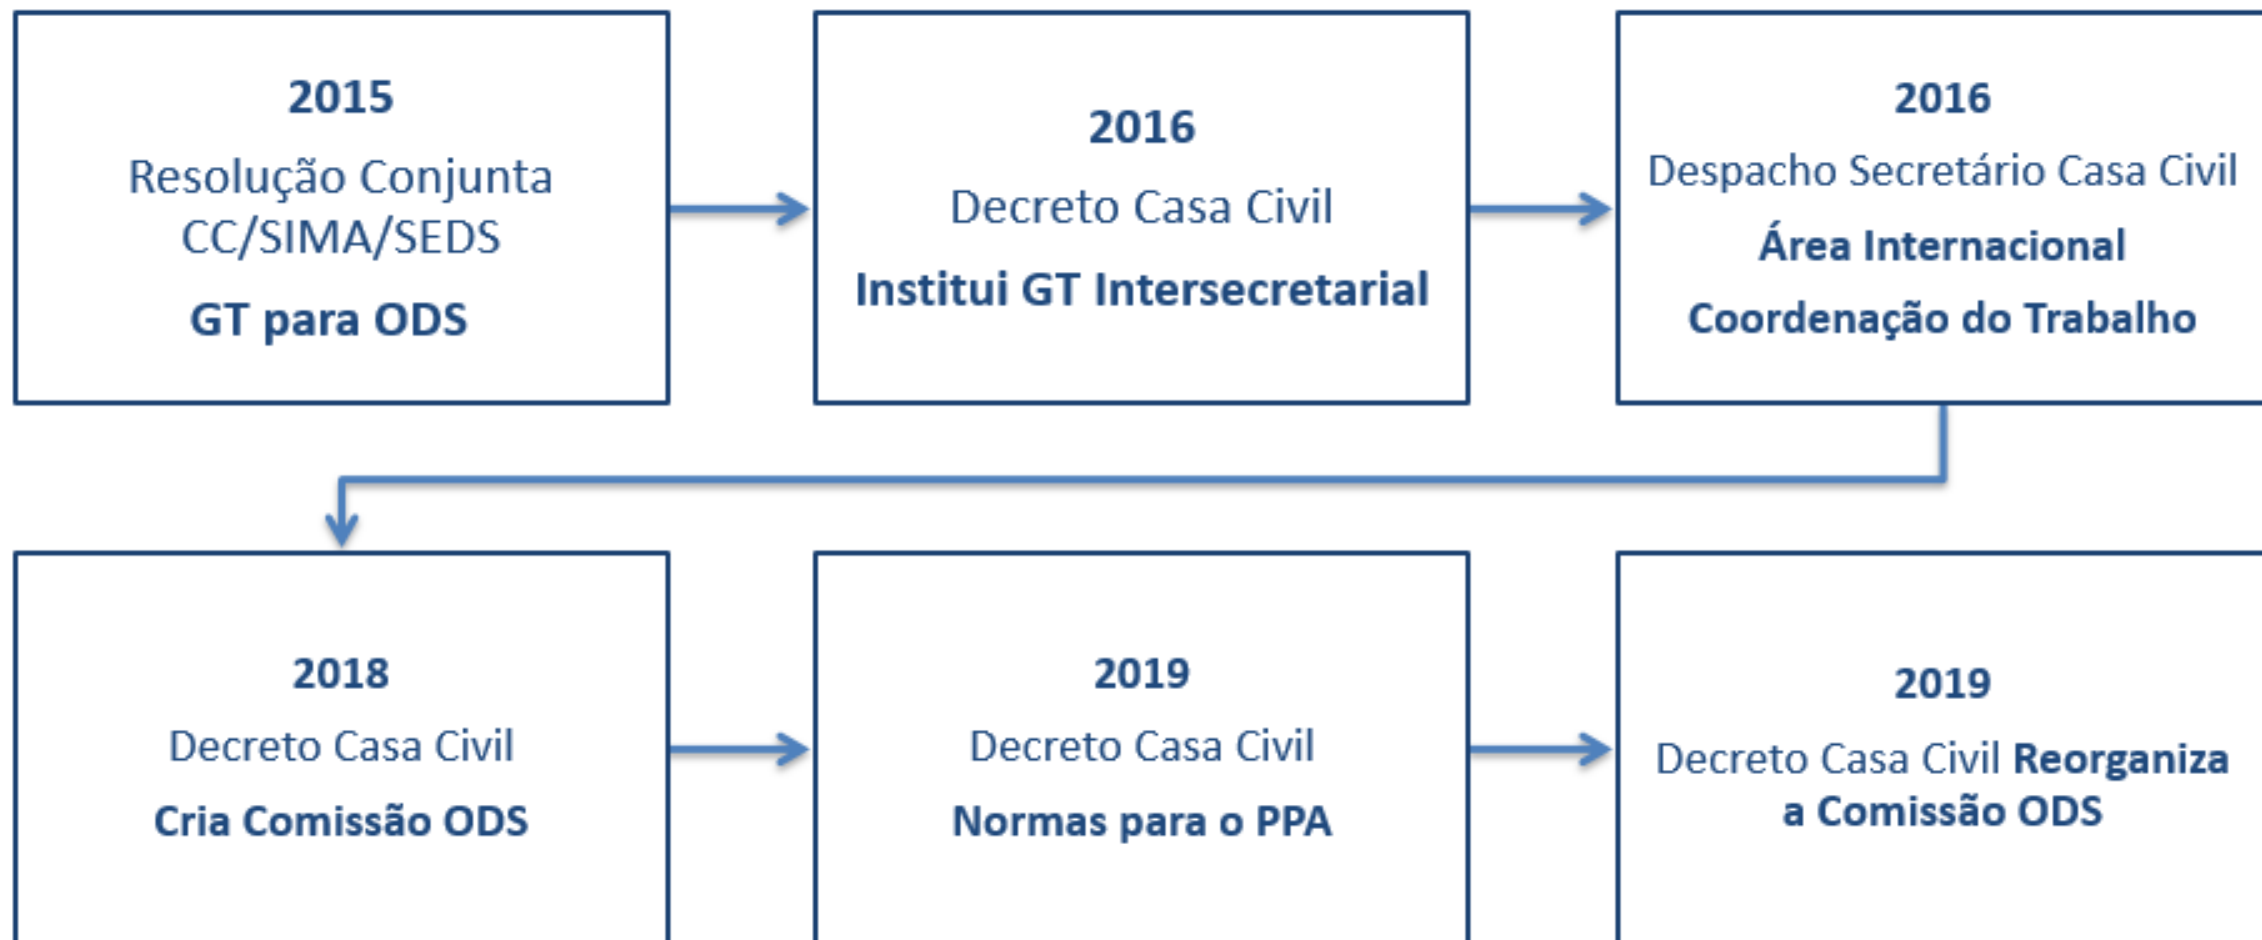 2015
Resolução Conjunta
CC/SIMA/SEDS
GT para ODS
2016
Decreto Casa Civil
Institui GT Intersecretarial
2016
Despacho Secretário Casa Civil
Área Internacional
Coordenação do Trabalho
2018
Decreto Casa Civil
Cria Comissão ODS
2019
Decreto Casa Civil
Normas para o PPA
2019
Decreto Casa Civil Reorganiza
a Comissão ODS